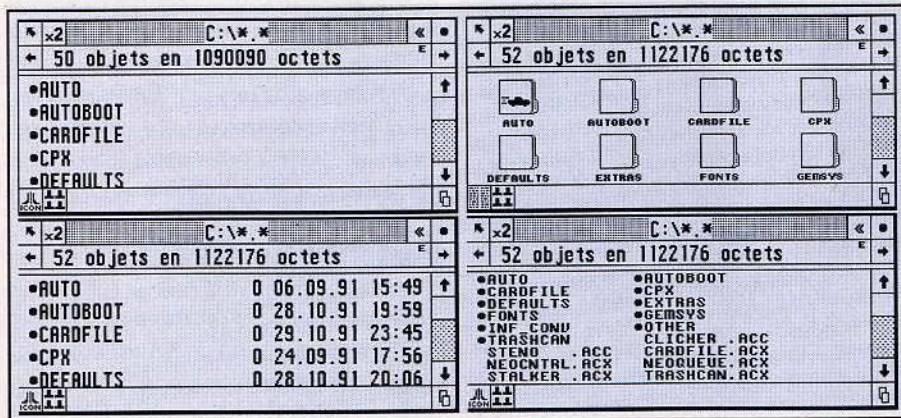 x2 C:\*.*
50 objets en 1090090 octets E
•AUTO
•AUTOBOOT
•CARDFILE
•CPX
•DEFAULTS
ICON
x2 C:\*.*
52 objets en 1122176 octets E
AUTO AUTOBOOT CARDFILE CPX
DEFAULTS EXTRAS FONTS GEMSYS
x2 C:\*.*
52 objets en 1122176 octets E
•AUTO 0 06.09.91 15:49
•AUTOBOOT 0 28.10.91 19:59
•CARDFILE 0 29.10.91 23:45
•CPX 0 24.09.91 17:56
•DEFAULTS 0 28.10.91 20:06
ICON
x2 C:\*.*
52 objets en 1122176 octets E
•AUTO •AUTOBOOT
•CARDFILE •CPX
•DEFAULTS •EXTRAS
•FONTS •GEMSYS
•INF_CONV •OTHER
•TRASHCAN CLICHER .ACC
STENO .ACC CARDFILE.ACX
NEOCNTRL.ACX NEOQUEUE.ACX
STALKER .ACX TRASHCAN.ACX
ICON